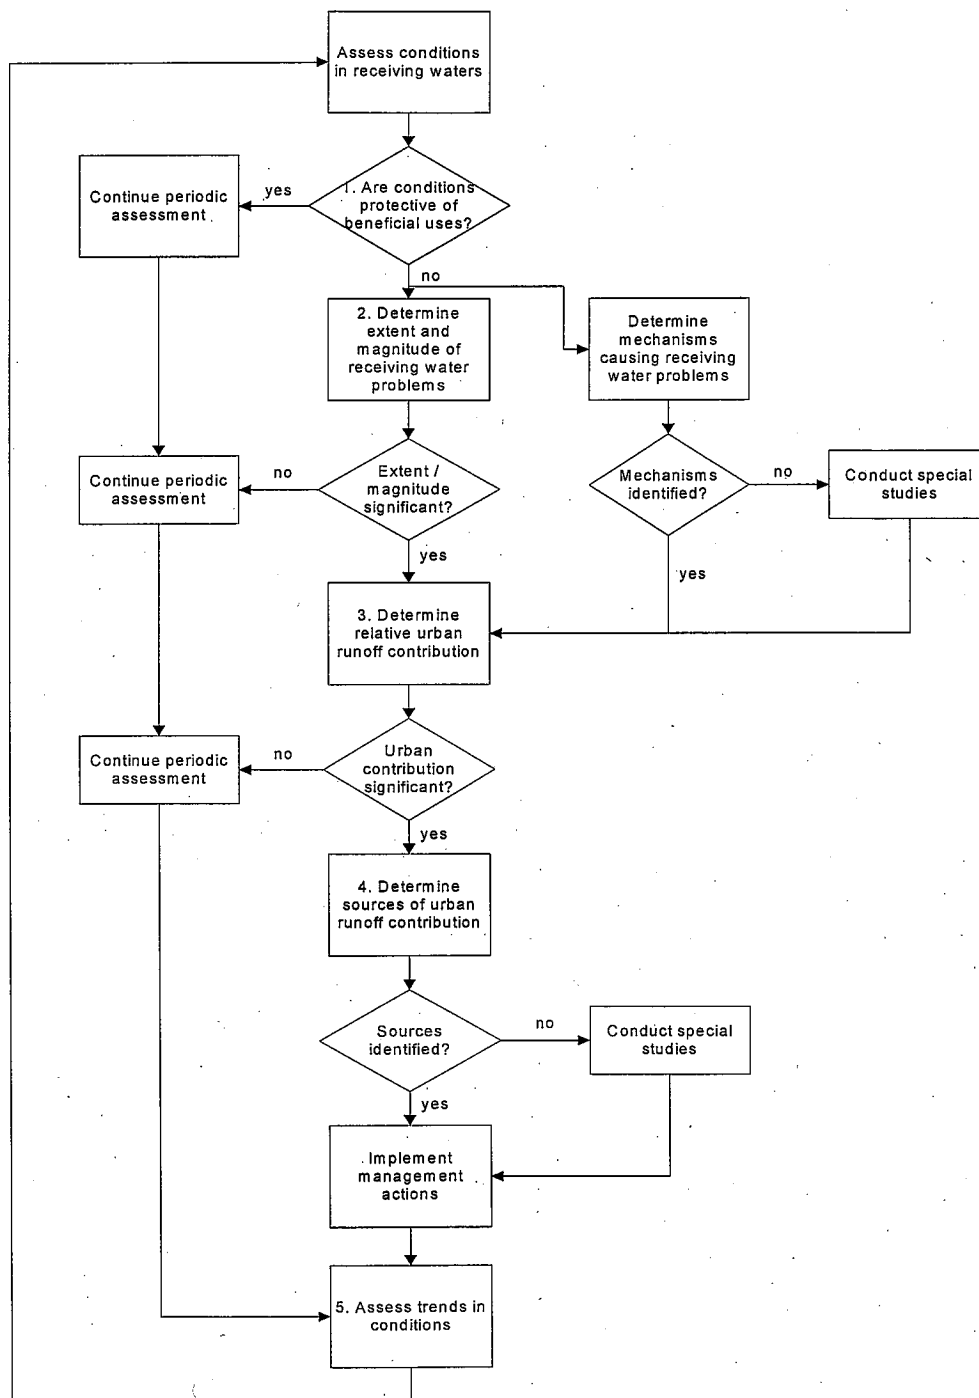 Assess conditions
in receiving waters
Continue periodic
assessment
yes
1. Are conditions
protective of
beneficial uses?
no
2. Determine
extent and
magnitude of
receiving water
problems
Determine
mechanisms
causing receiving
water problems
Continue periodic
assessment
no
Extent /
magnitude
significant?
Mechanisms
identified?
no
Conduct special
studies
yes
yes
3. Determine
relative urban
runoff contribution
Continue periodic
assessment
no
Urban
contribution
significant?
yes
4. Determine
sources of urban
runoff contribution
Sources
identified?
no
Conduct special
studies
yes
Implement
management
actions
5. Assess trends in
conditions